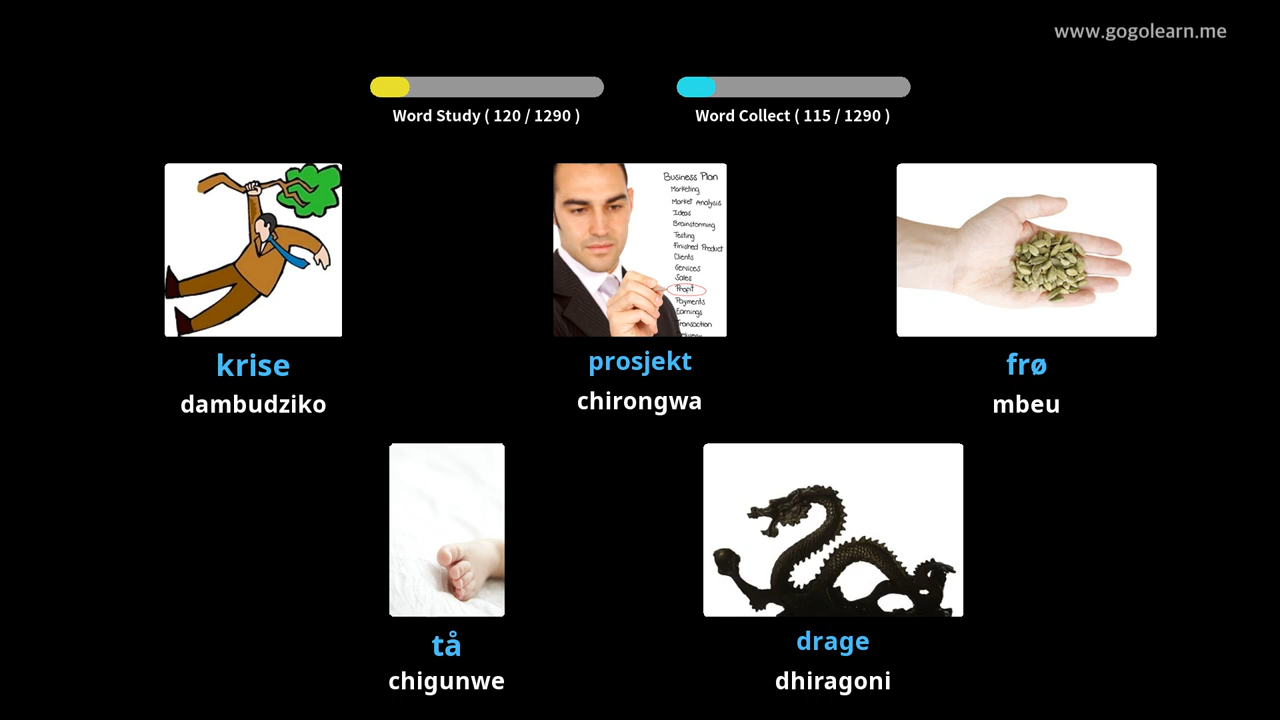 www.gogolearn.me
Word Study ( 120 / 1290 )
Word Collect ( 115 / 1290 )
Business Plan
Marketing
Market Analysis
Ideas
Brainstorming
Testing
Finished Product
Clients
Services
Sales
Profit
Payments
Earnings
Transaction
krise
dambudziko
prosjekt
chirongwa
frø
mbeu
tå
chigunwe
drage
dhiragoni